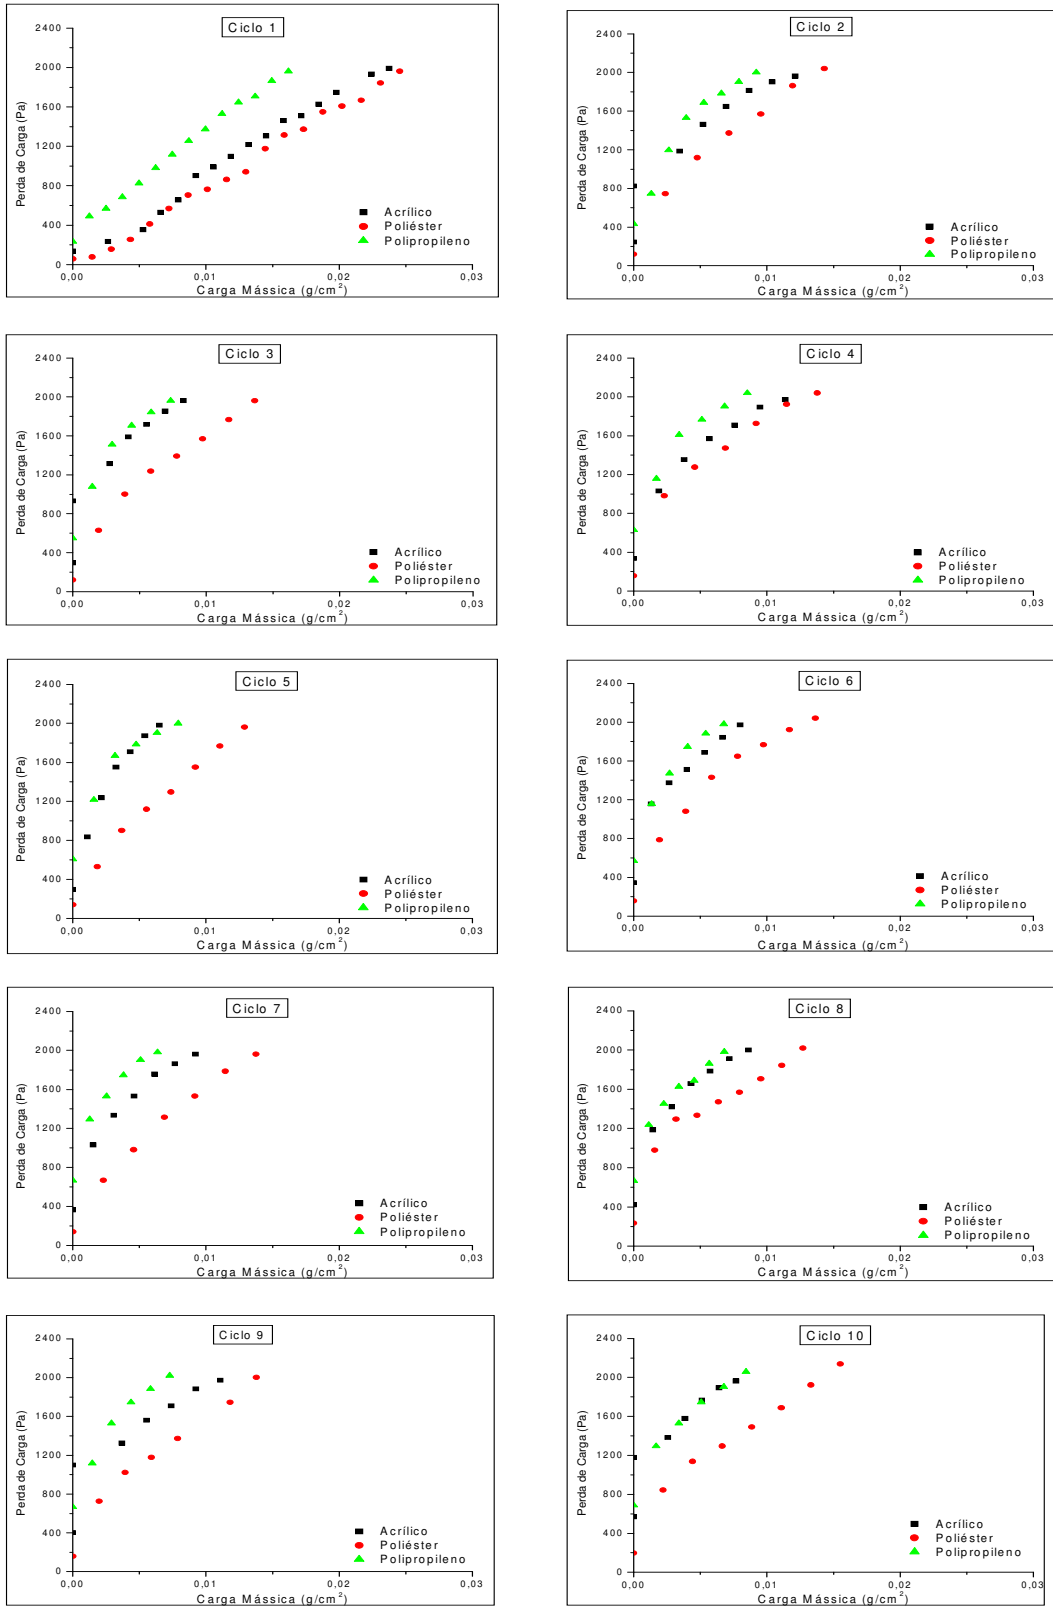 Ciclo 1
Perda de Carga (Pa)
2400
2000
1600
1200
800
400
0
0,00
0,01
0,02
0,03
Carga Mássica (g/cm²)
Acrílico
Poliéster
Polipropileno
Ciclo 2
Perda de Carga (Pa)
2400
2000
1600
1200
800
400
0
0,00
0,01
0,02
0,03
Carga Mássica (g/cm²)
Acrílico
Poliéster
Polipropileno
Ciclo 3
Perda de Carga (Pa)
2400
2000
1600
1200
800
400
0
0,00
0,01
0,02
0,03
Carga Mássica (g/cm²)
Acrílico
Poliéster
Polipropileno
Ciclo 4
Perda de Carga (Pa)
2400
2000
1600
1200
800
400
0
0,00
0,01
0,02
0,03
Carga Mássica (g/cm²)
Acrílico
Poliéster
Polipropileno
Ciclo 5
Perda de Carga (Pa)
2400
2000
1600
1200
800
400
0
0,00
0,01
0,02
0,03
Carga Mássica (g/cm²)
Acrílico
Poliéster
Polipropileno
Ciclo 6
Perda de Carga (Pa)
2400
2000
1600
1200
800
400
0
0,00
0,01
0,02
0,03
Carga Mássica (g/cm²)
Acrílico
Poliéster
Polipropileno
Ciclo 7
Perda de Carga (Pa)
2400
2000
1600
1200
800
400
0
0,00
0,01
0,02
0,03
Carga Mássica (g/cm²)
Acrílico
Poliéster
Polipropileno
Ciclo 8
Perda de Carga (Pa)
2400
2000
1600
1200
800
400
0
0,00
0,01
0,02
0,03
Carga Mássica (g/cm²)
Acrílico
Poliéster
Polipropileno
Ciclo 9
Perda de Carga (Pa)
2400
2000
1600
1200
800
400
0
0,00
0,01
0,02
0,03
Carga Mássica (g/cm²)
Acrílico
Poliéster
Polipropileno
Ciclo 10
Perda de Carga (Pa)
2400
2000
1600
1200
800
400
0
0,00
0,01
0,02
0,03
Carga Mássica (g/cm²)
Acrílico
Poliéster
Polipropileno